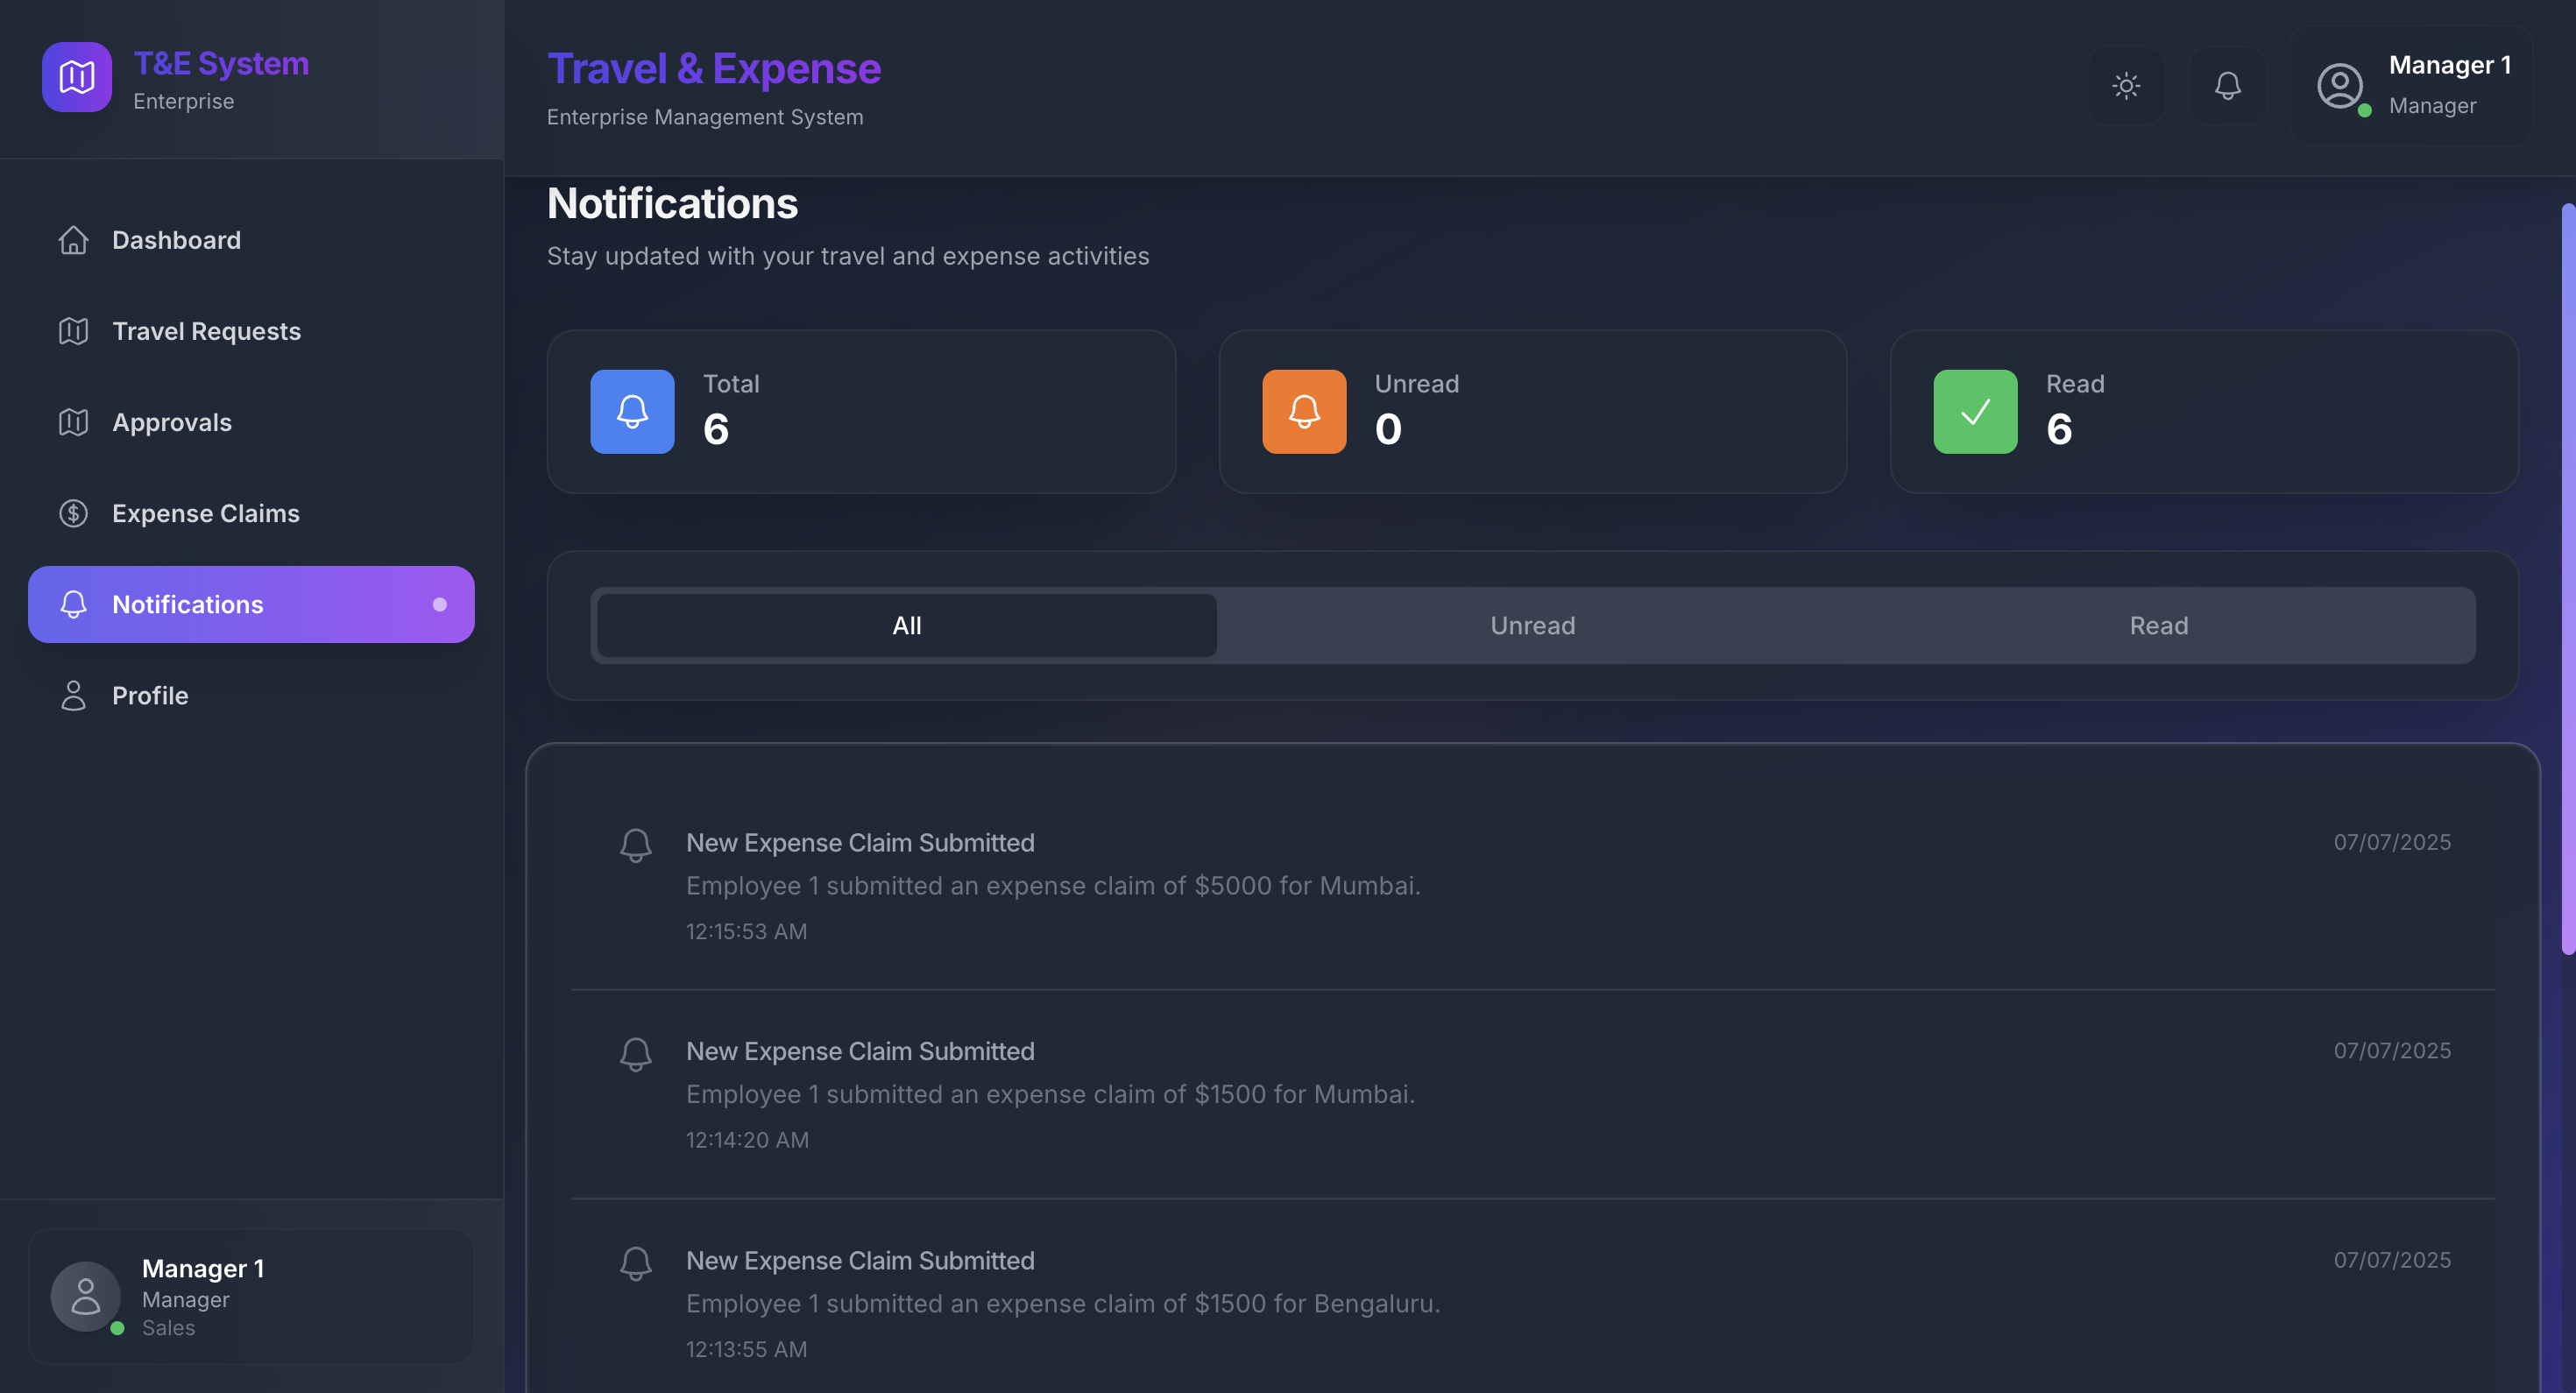 T&E System
Enterprise
Dashboard
Travel Requests
Approvals
Expense Claims
Notifications
Profile
Manager 1
Manager
Sales
Travel & Expense
Enterprise Management System
Manager 1
Manager
Notifications
Stay updated with your travel and expense activities
Total
6
Unread
0
Read
6
All
Unread
Read
New Expense Claim Submitted
07/07/2025
Employee 1 submitted an expense claim of $5000 for Mumbai.
12:15:53 AM
New Expense Claim Submitted
07/07/2025
Employee 1 submitted an expense claim of $1500 for Mumbai.
12:14:20 AM
New Expense Claim Submitted
07/07/2025
Employee 1 submitted an expense claim of $1500 for Bengaluru.
12:13:55 AM